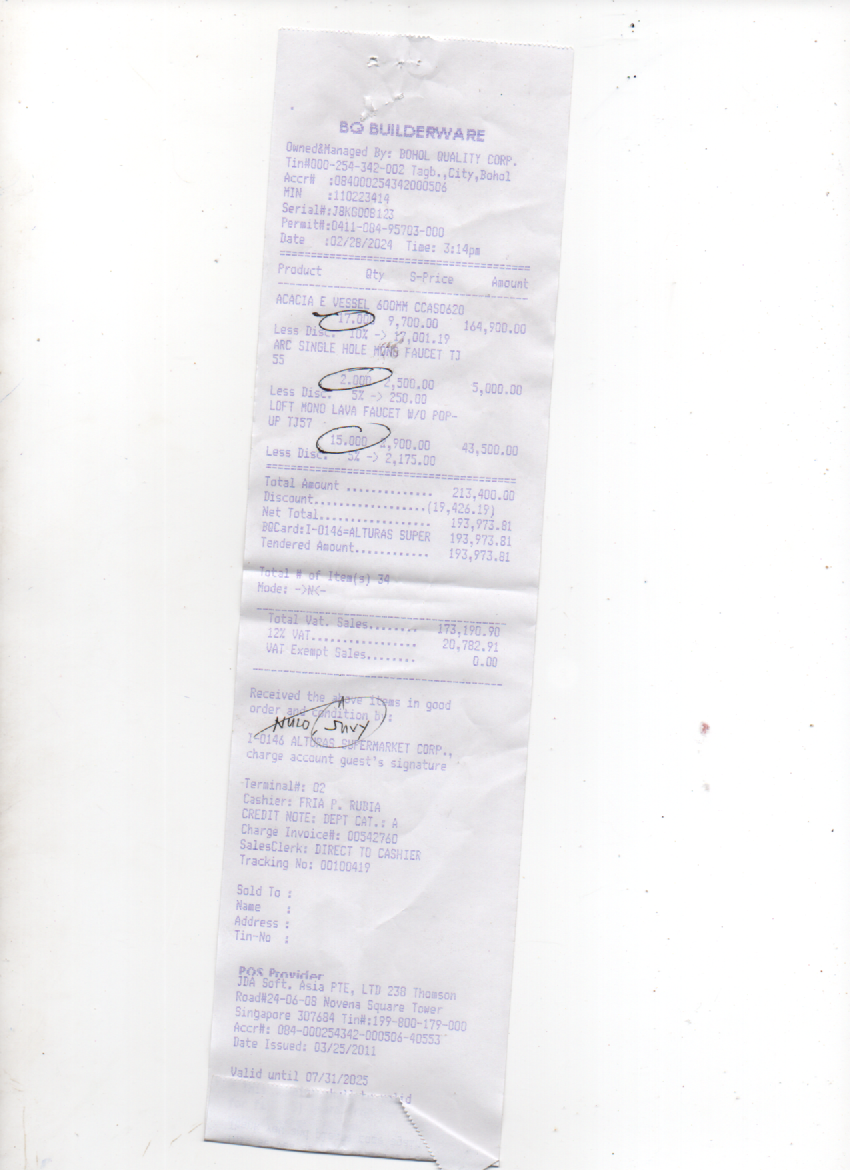 BQ BUILDERWARE
Owned&Managed By: BOHOL QUALITY CORP.
Tin#000-254-342-002 Tagb.,City,Bohol
Accr# :084000254342000506
MIN :110223414
Serial#:J8K0008123
Permit#:0411-084-95703-000
Date :02/28/2024 Time: 3:14pm
Product Qty S-Price Amount
ACACIA E VESSEL 600MM CCAS0620
17.00 9,700.00 164,900.00
Less Disc. 10% -> 17,001.19
ARC SINGLE HOLE MONO FAUCET TJ
55
2.000 2,500.00 5,000.00
Less Disc. 5% -> 250.00
LOFT MONO LAVA FAUCET W/O POP-
UP TJ57
15.000 2,900.00 43,500.00
Less Disc. 5% -> 2,175.00
Total Amount .............. 213,400.00
Discount..................(19,426.19)
Net Total.................. 193,973.81
BQCard:I-0146=ALTURAS SUPER 193,973.81
Tendered Amount............ 193,973.81
Total # of Item(s) 34
Mode: ->N<-
Total Vat. Sales........ 173,190.90
12% VAT................. 20,782.91
VAT Exempt Sales........ 0.00
Received the above items in good
order and condition by:
I-0146 ALTURAS SUPERMARKET CORP.,
charge account guest's signature
Terminal#: 02
Cashier: FRIA P. RUBIA
CREDIT NOTE: DEPT CAT.: A
Charge Invoice#: 00542760
SalesClerk: DIRECT TO CASHIER
Tracking No: 00100419
Sold To :
Name :
Address :
Tin-No :
POS Provider
JDA Soft. Asia PTE, LTD 238 Thomson
Road#24-06-08 Novena Square Tower
Singapore 307684 Tin#:199-800-179-000
Accr#: 084-000254342-000506-40553
Date Issued: 03/25/2011
Valid until 07/31/2025